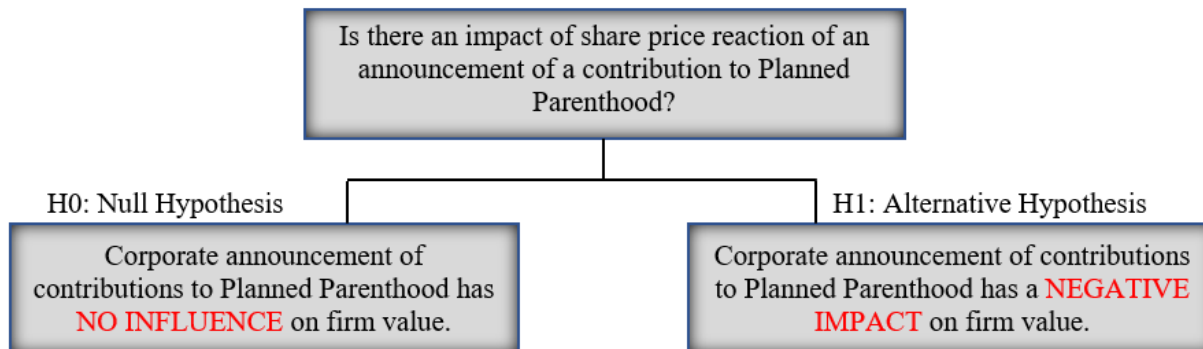 Is there an impact of share price reaction of an
announcement of a contribution to Planned
Parenthood?
H0: Null Hypothesis
Corporate announcement of
contributions to Planned Parenthood has
NO INFLUENCE on firm value.
H1: Alternative Hypothesis
Corporate announcement of contributions
to Planned Parenthood has a NEGATIVE
IMPACT on firm value.